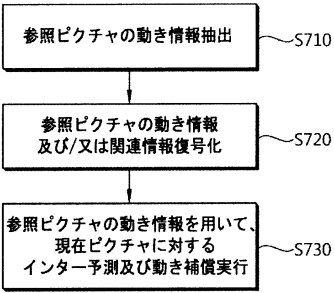 参照ピクチャの動き情報抽出
S710
参照ピクチャの動き情報
及び/又は関連情報復号化
S720
参照ピクチャの動き情報を用いて、
現在ピクチャに対する
インター予測及び動き補償実行
S730